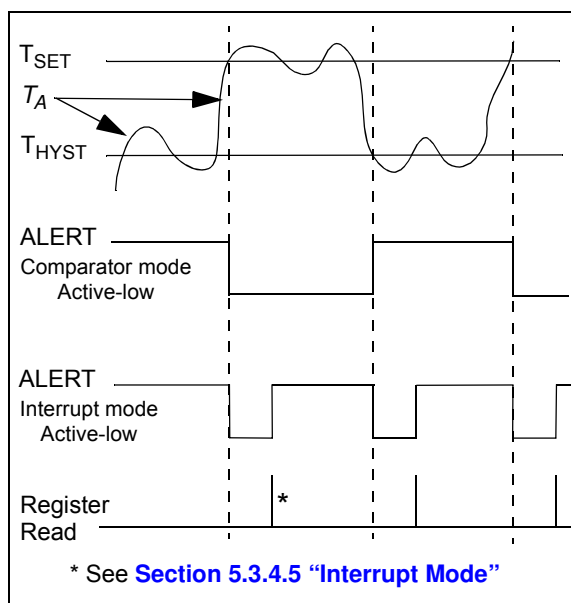 TSET
TA
THYST
ALERT
Comparator mode
Active-low
ALERT
Interrupt mode
Active-low
Register
Read
*
* See Section 5.3.4.5 “Interrupt Mode”